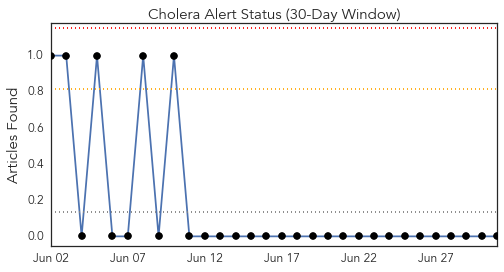 Cholera Alert Status (30-Day Window)
Articles Found
1.0
0.8
0.6
0.4
0.2
0.0
Jun 02 Jun 07 Jun 12 Jun 17 Jun 22 Jun 27